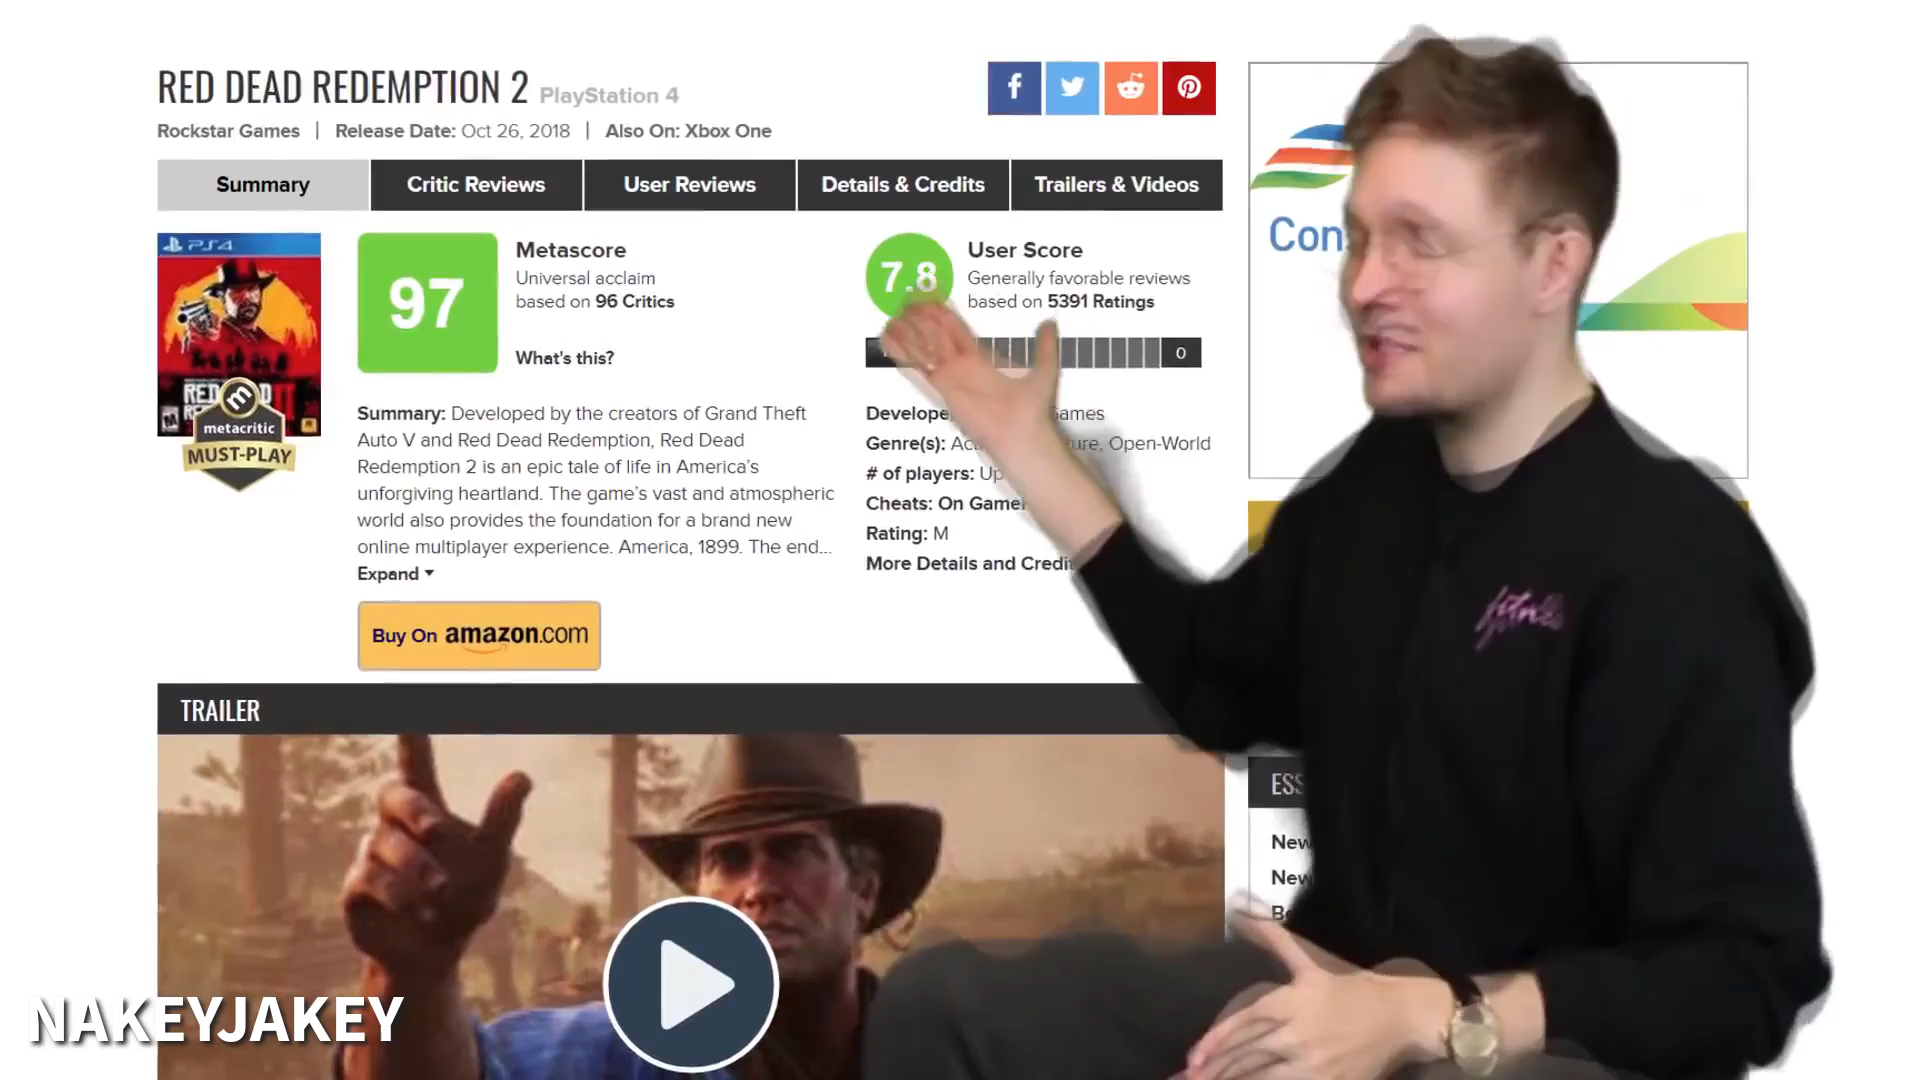 RED DEAD REDEMPTION 2 PlayStation 4
Rockstar Games | Release Date: Oct 26, 2018 | Also On: Xbox One
Summary
Critic Reviews
User Reviews
Details & Credits
Trailers & Videos
PS4
metacritic
MUST-PLAY
97
Metascore
Universal acclaim
based on 96 Critics
What's this?
7.8
User Score
Generally favorable reviews
based on 5391 Ratings
0
Summary: Developed by the creators of Grand Theft
Auto V and Red Dead Redemption, Red Dead
Redemption 2 is an epic tale of life in America's
unforgiving heartland. The game's vast and atmospheric
world also provides the foundation for a brand new
online multiplayer experience. America, 1899. The end...
Expand
Games
Genre(s): Open-World
# of players:
Cheats: On
Rating: M
More Details and
Buy On amazon.com
TRAILER
NAKEYJAKEY